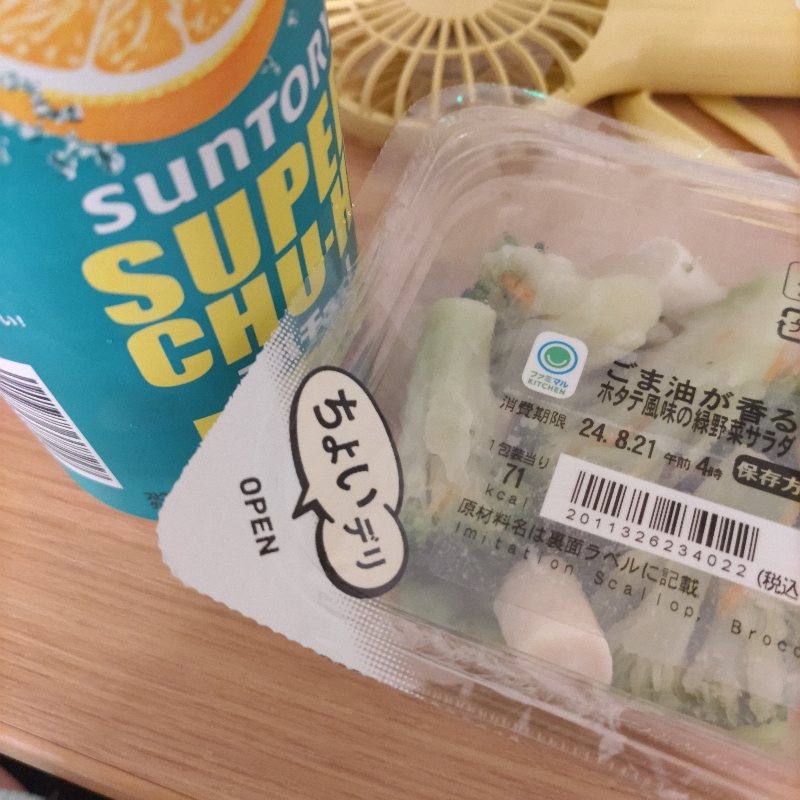 SUNTORY
SUPER
CHU-H
い!
ちょい
デリ
OPEN
ファミマル
KITCHEN
ごま油が香る
ホタテ風味の緑野菜サラダ
消費期限
24. 8.21 午前 4時
保存方
1包装当り
71
kcal
2011326234022
(税込
原材料名は裏面ラベルに記載
Imitation Scallop, Brocc